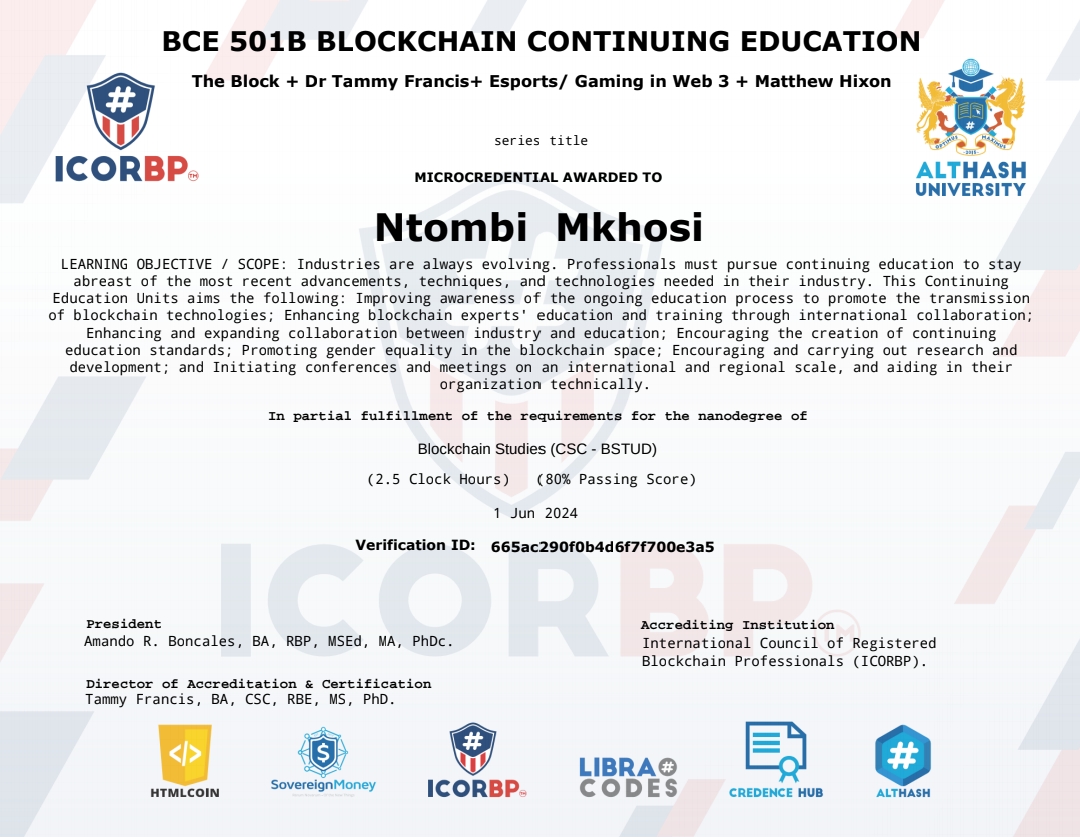 BCE 501B BLOCKCHAIN CONTINUING EDUCATION
The Block + Dr Tammy Francis+ Esports/ Gaming in Web 3 + Matthew Hixon
ICORBP TM
OPTIMUS MAXIMUS
ALTHASH
UNIVERSITY
series title
MICROCREDENTIAL AWARDED TO
Ntombi Mkhosi
LEARNING OBJECTIVE / SCOPE: Industries are always evolving. Professionals must pursue continuing education to stay
abreast of the most recent advancements, techniques, and technologies needed in their industry. This Continuing
Education Units aims the following: Improving awareness of the ongoing education process to promote the transmission
of blockchain technologies; Enhancing blockchain experts' education and training through international collaboration;
Enhancing and expanding collaboration between industry and education; Encouraging the creation of continuing
education standards; Promoting gender equality in the blockchain space; Encouraging and carrying out research and
development; and Initiating conferences and meetings on an international and regional scale, and aiding in their
organization technically.
In partial fulfillment of the requirements for the nanodegree of
Blockchain Studies (CSC - BSTUD)
(2.5 Clock Hours) (80% Passing Score)
1 Jun 2024
Verification ID: 665ac290f0b4d6f7f700e3a5
ICORBP
President
Amando R. Boncales, BA, RBP, MSEd, MA, PhDc.
Accrediting Institution
International Council of Registered
Blockchain Professionals (ICORBP).
Director of Accreditation & Certification
Tammy Francis, BA, CSC, RBE, MS, PhD.
HTMLCOIN
SovereignMoney
ICORBP TM
LIBRA#
CODES
CREDENCE HUB
ALTHASH